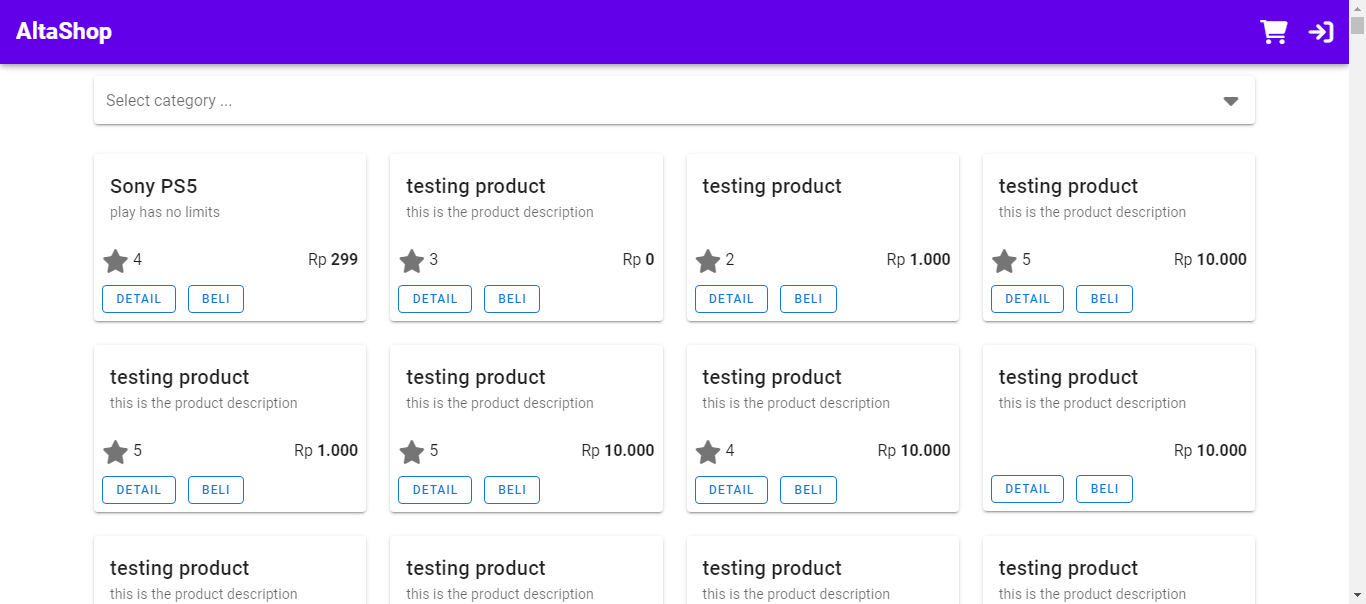 AltaShop
Select category ...
Sony PS5
play has no limits
4 Rp 299
DETAIL BELI
testing product
this is the product description
3 Rp 0
DETAIL BELI
testing product
2 Rp 1.000
DETAIL BELI
testing product
this is the product description
5 Rp 10.000
DETAIL BELI
testing product
this is the product description
5 Rp 1.000
DETAIL BELI
testing product
this is the product description
5 Rp 10.000
DETAIL BELI
testing product
this is the product description
4 Rp 10.000
DETAIL BELI
testing product
this is the product description
Rp 10.000
DETAIL BELI
testing product
this is the product description
testing product
this is the product description
testing product
this is the product description
testing product
this is the product description